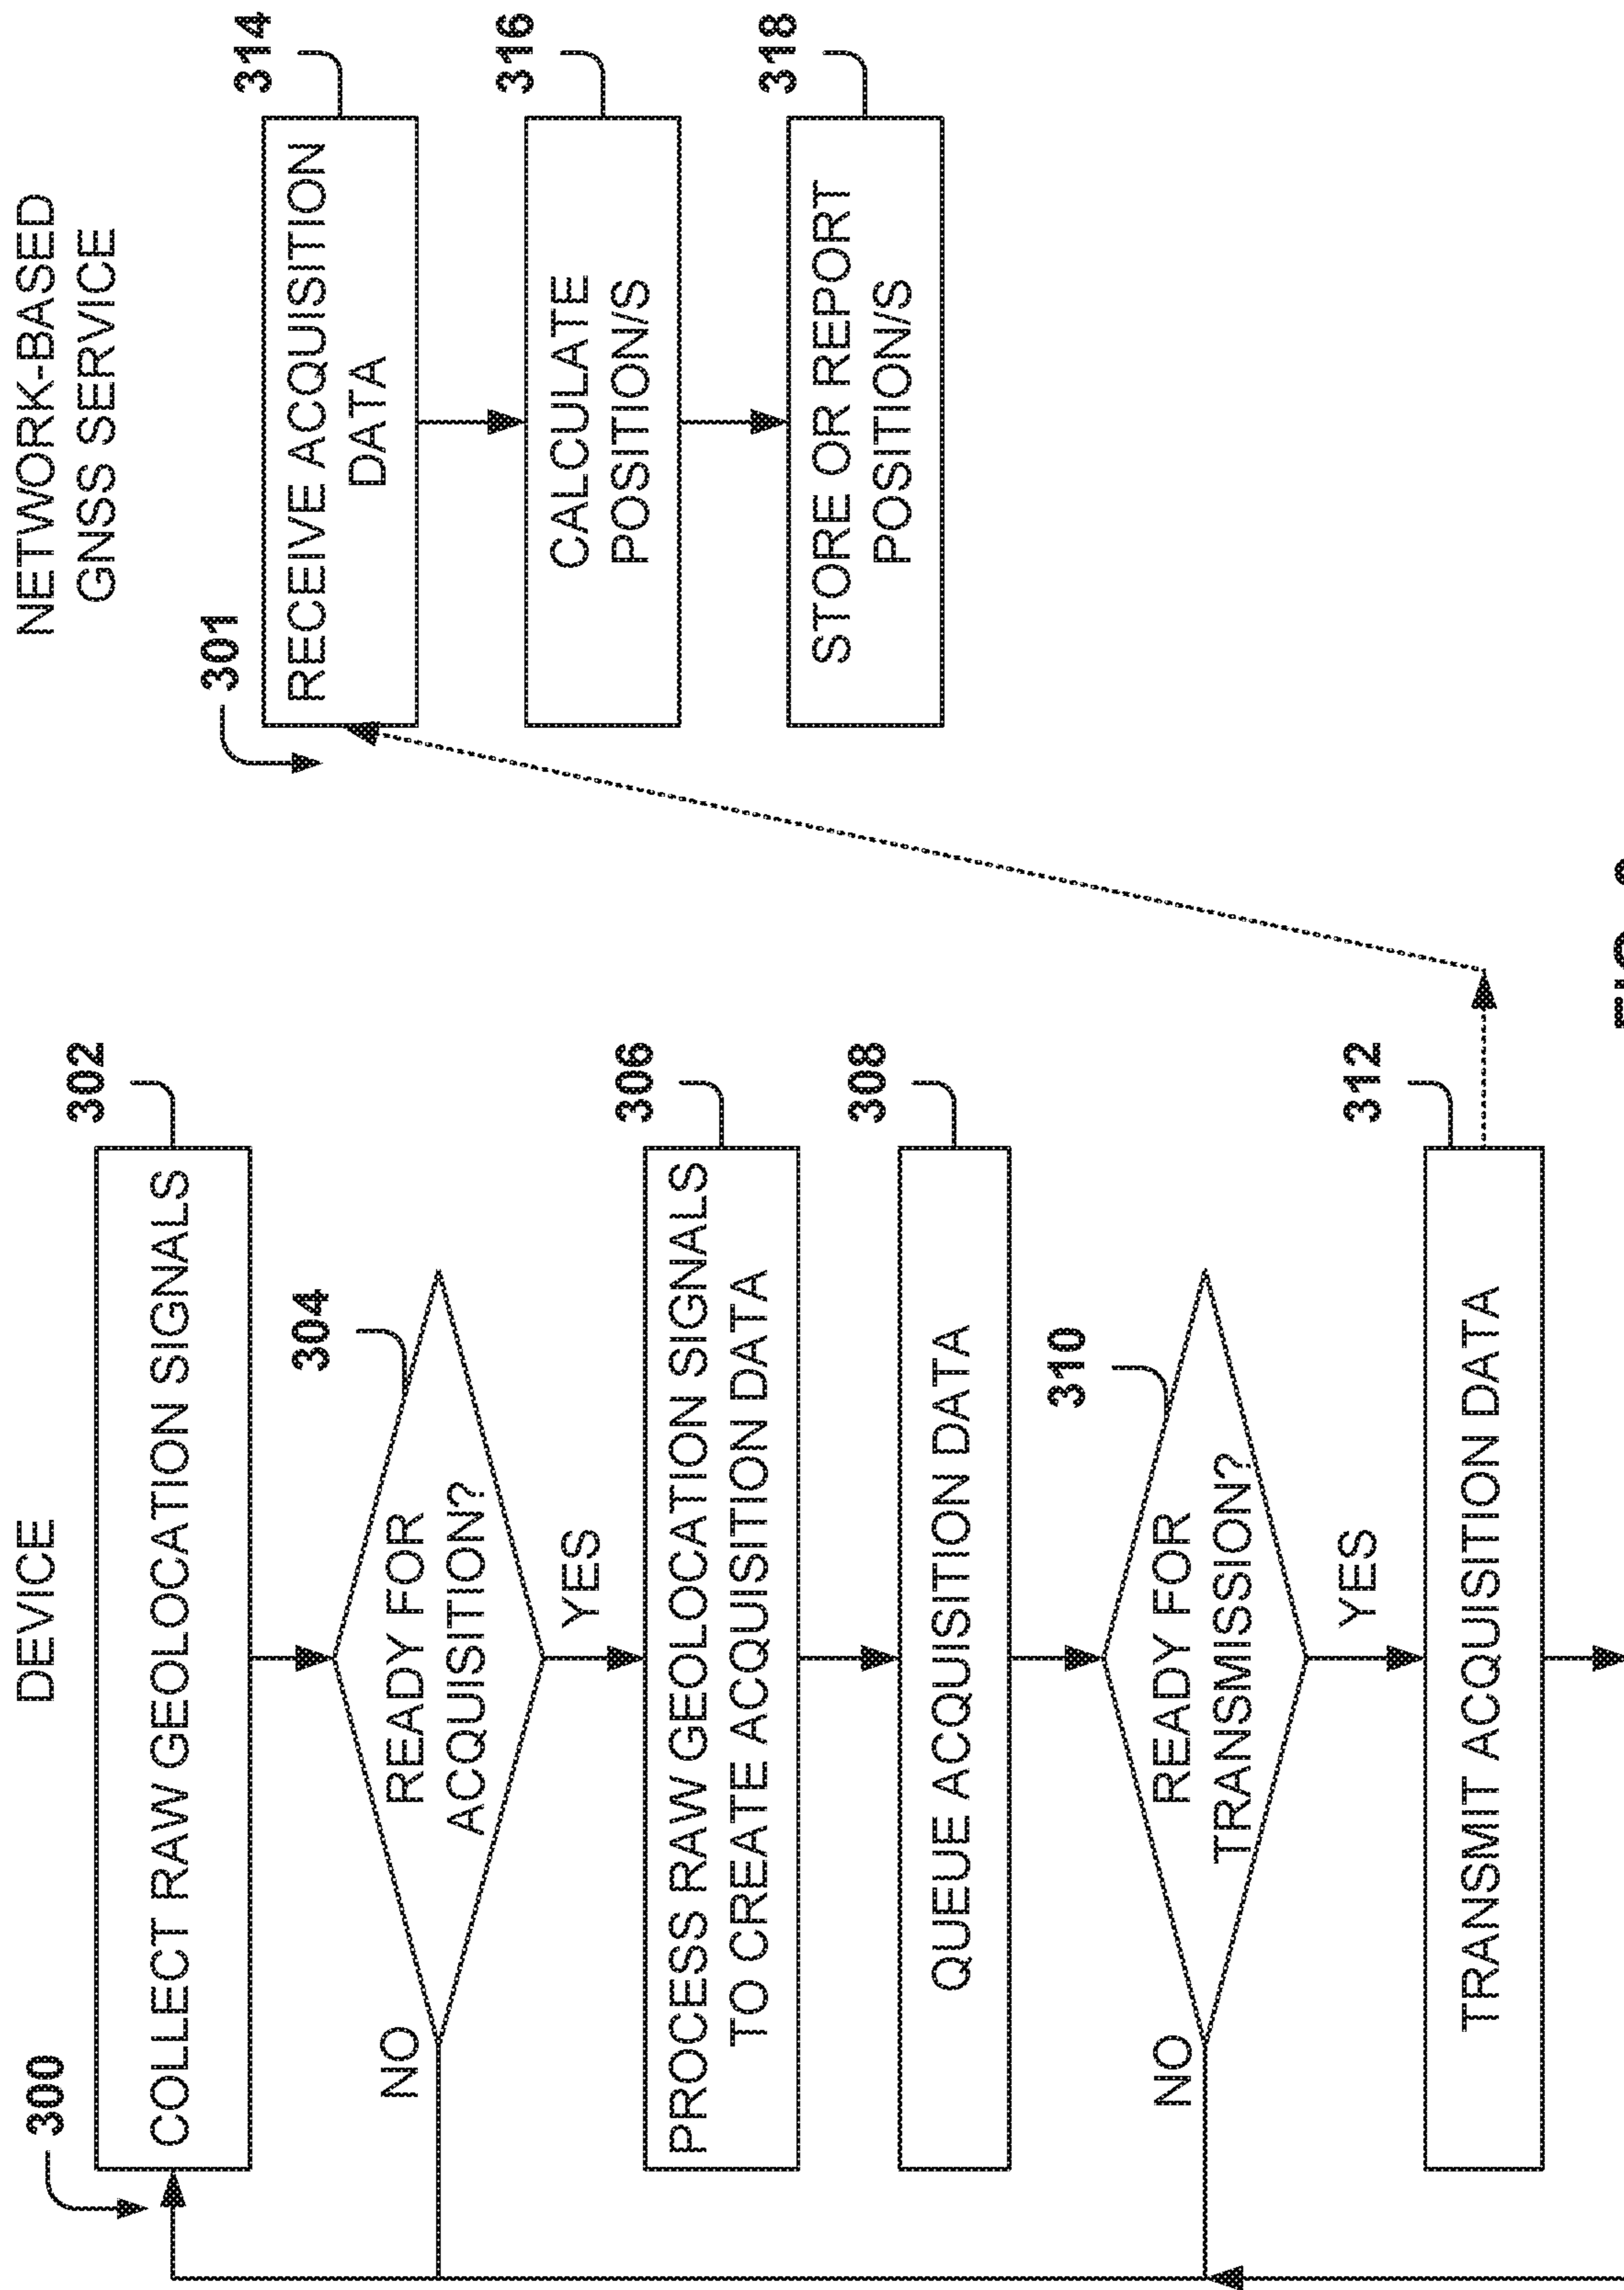 DEVICE
300
302
COLLECT RAW GEOLOCATION SIGNALS
304
READY FOR
ACQUISITION?
NO
YES
306
PROCESS RAW GEOLOCATION SIGNALS
TO CREATE ACQUISITION DATA
308
QUEUE ACQUISITION DATA
310
READY FOR
TRANSMISSION?
NO
YES
312
TRANSMIT ACQUISITION DATA
NETWORK-BASED
GNSS SERVICE
301
314
RECEIVE ACQUISITION
DATA
316
CALCULATE
POSITION/S
318
STORE OR REPORT
POSITION/S